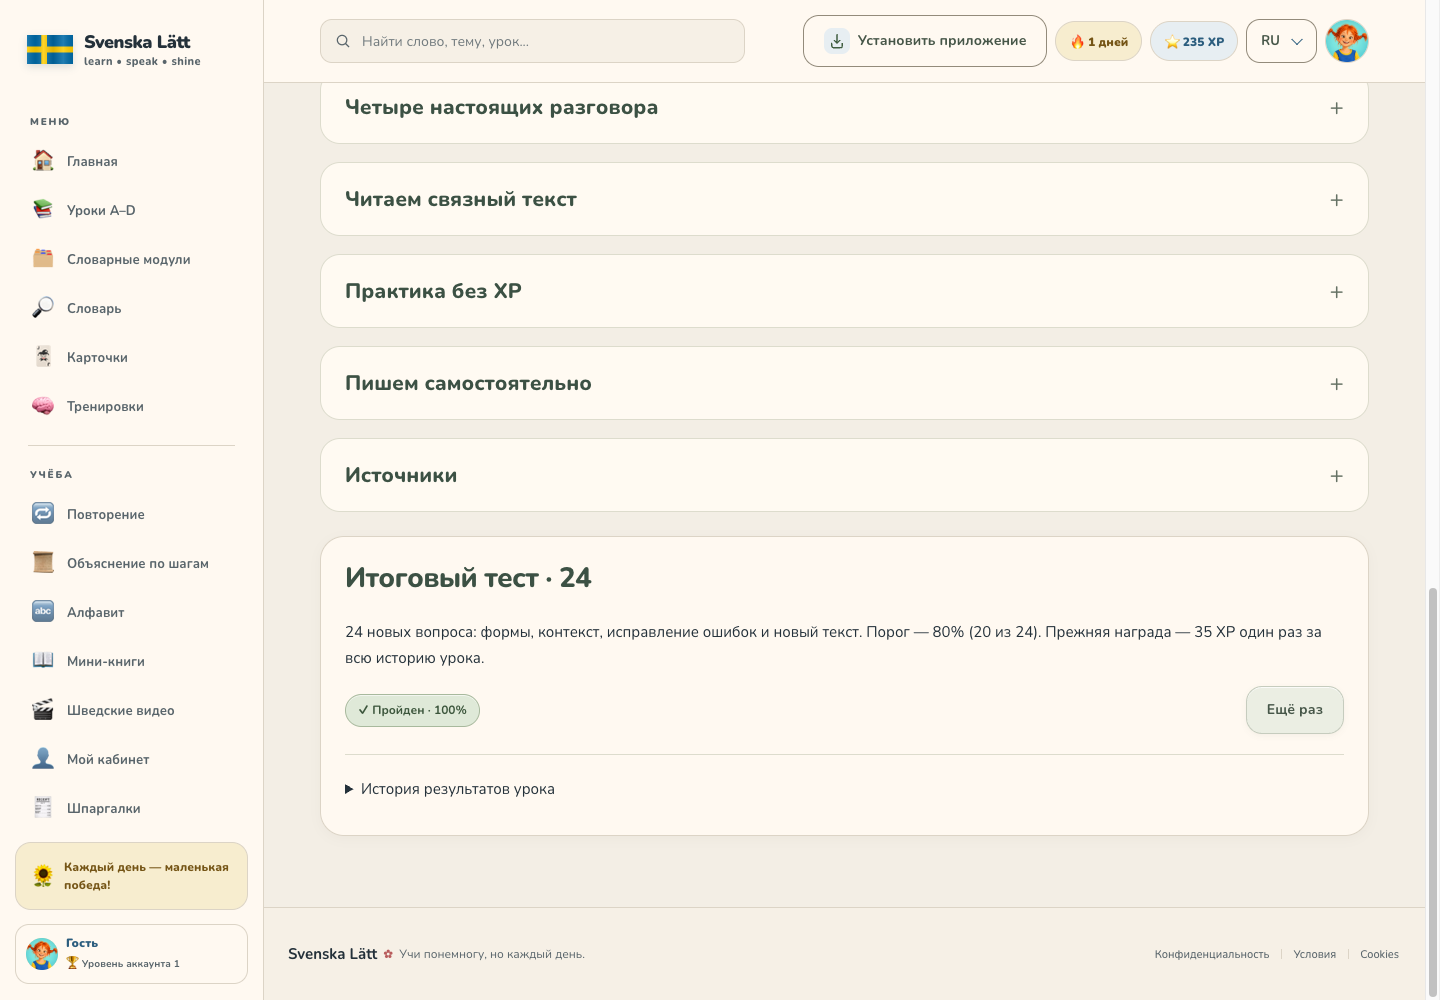 Svenska Lätt
learn • speak • shine
МЕНЮ
Главная
Уроки A–D
Словарные модули
Словарь
Карточки
Тренировки
УЧЁБА
Повторение
Объяснение по шагам
Алфавит
Мини-книги
Шведские видео
Мой кабинет
Шпаргалки
Каждый день — маленькая
победа!
Гость
Уровень аккаунта 1
Найти слово, тему, урок...
Установить приложение
1 дней
235 XP
RU
Четыре настоящих разговора
Читаем связный текст
Практика без XP
Пишем самостоятельно
Источники
Итоговый тест · 24
24 новых вопроса: формы, контекст, исправление ошибок и новый текст. Порог — 80% (20 из 24). Прежняя награда — 35 XP один раз за
всю историю урока.
✓ Пройден · 100%
Ещё раз
История результатов урока
Svenska Lätt
Учи понемногу, но каждый день.
Конфиденциальность
Условия
Cookies